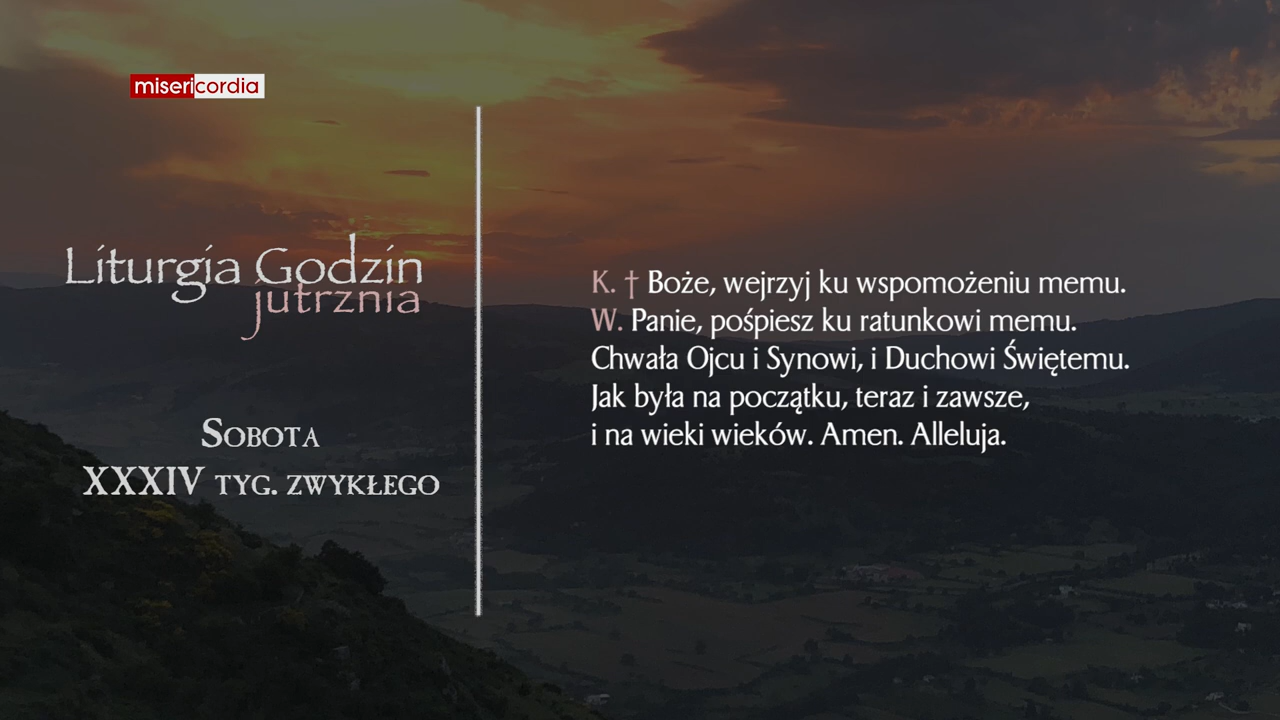 misericordia
Liturgia Godzin
jutrznia
Sobota
XXXIV tyg. zwykłego
K. † Boże, wejrzyj ku wspomożeniu memu.
W. Panie, pośpiesz ku ratunkowi memu.
Chwała Ojcu i Synowi, i Duchowi Świętemu.
Jak była na początku, teraz i zawsze,
i na wieki wieków. Amen. Alleluja.